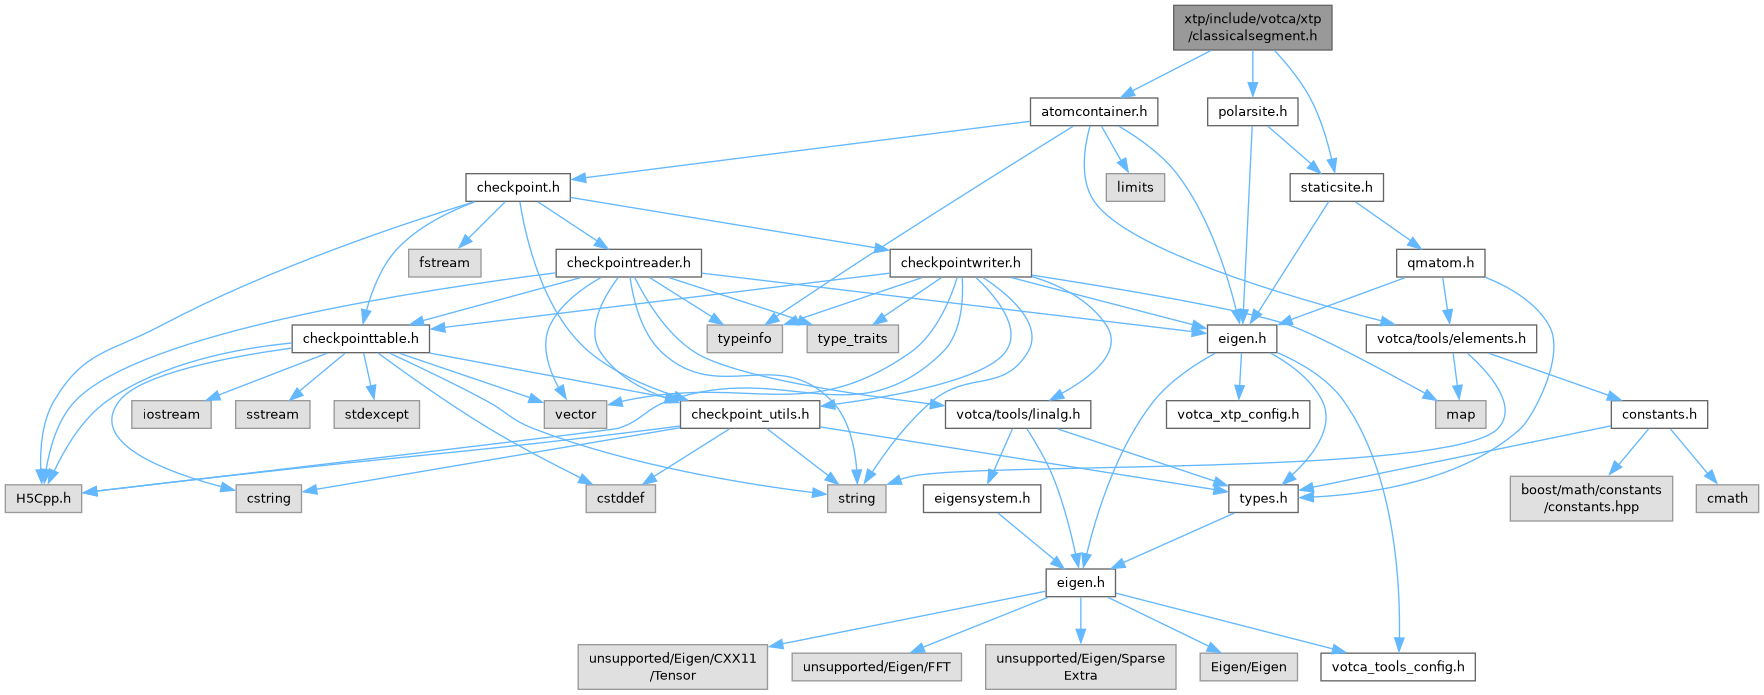 xtp/include/votca/xtp
/classicalsegment.h
atomcontainer.h
polarsite.h
checkpoint.h
limits
staticsite.h
fstream
checkpointreader.h
checkpointwriter.h
qmatom.h
checkpointtable.h
typeinfo
type_traits
eigen.h
votca/tools/elements.h
iostream
sstream
stdexcept
vector
checkpoint_utils.h
votca/tools/linalg.h
votca_xtp_config.h
map
constants.h
H5Cpp.h
cstring
cstddef
string
eigensystem.h
types.h
boost/math/constants
/constants.hpp
cmath
eigen.h
unsupported/Eigen/CXX11
/Tensor
unsupported/Eigen/FFT
unsupported/Eigen/Sparse
Extra
Eigen/Eigen
votca_tools_config.h